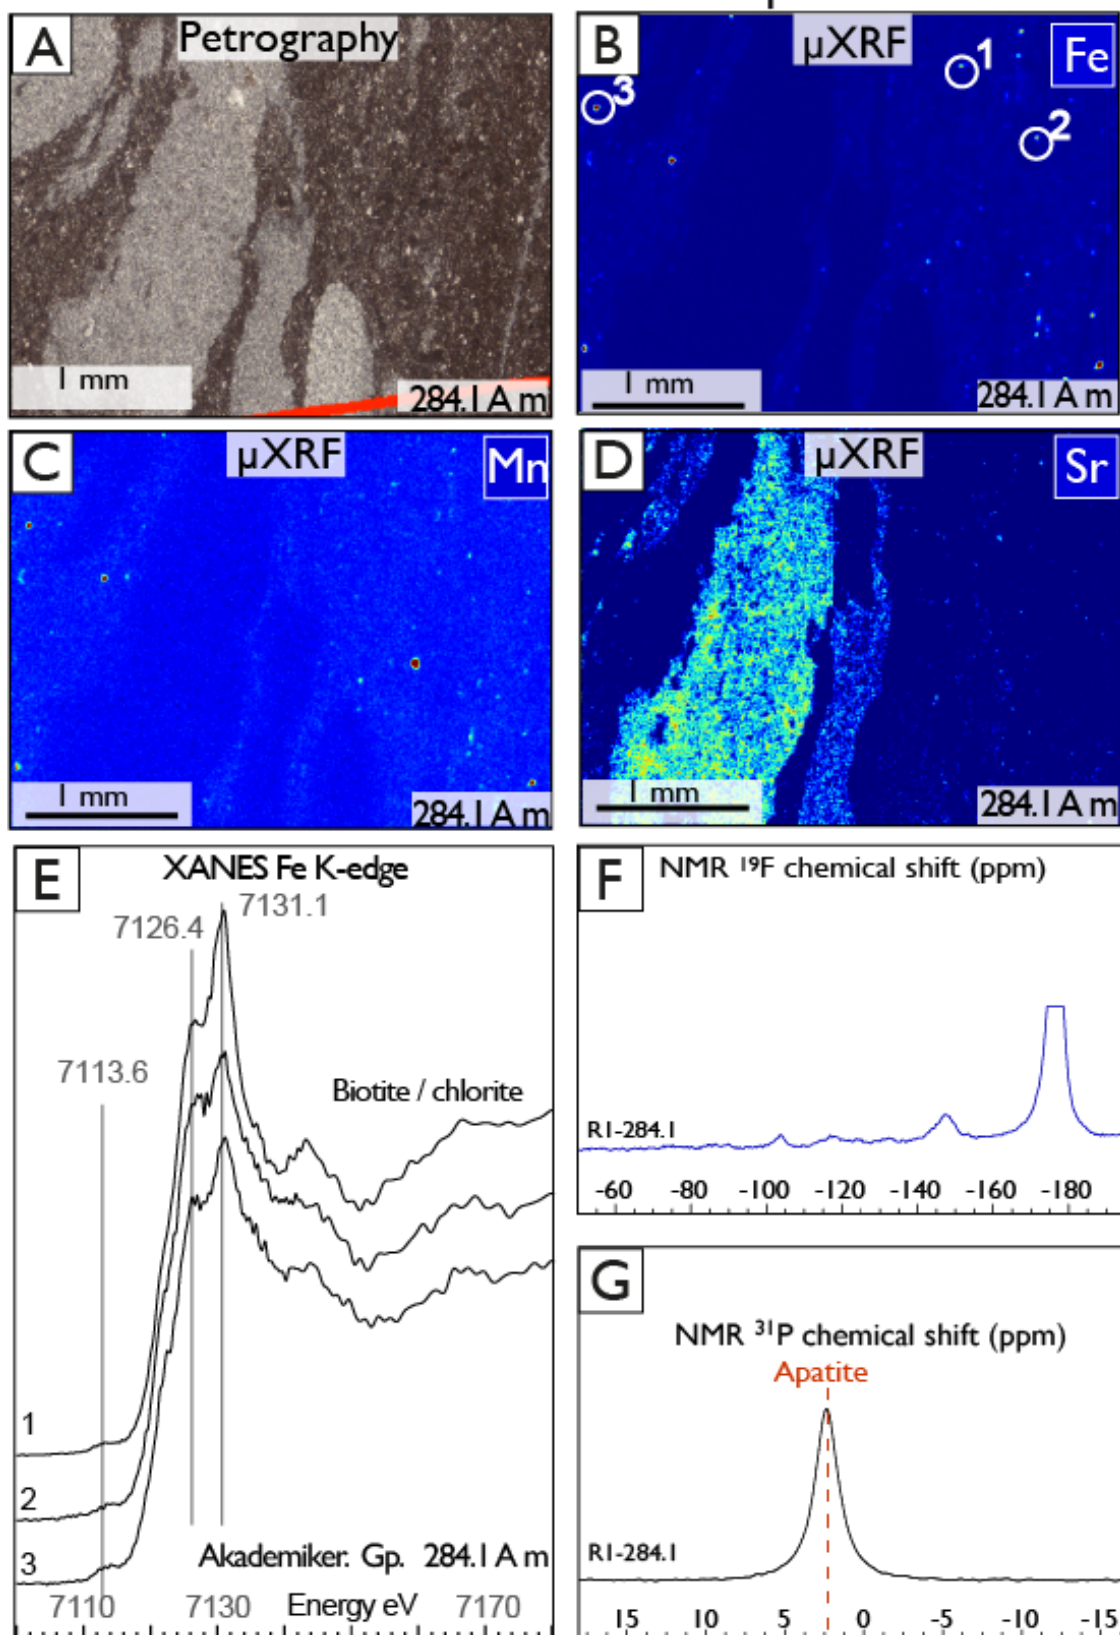 A
Petrography
1 mm
284.1 A m
B
µXRF
Fe
1
2
3
1 mm
284.1 A m
C
µXRF
Mn
1 mm
284.1 A m
D
µXRF
Sr
1 mm
284.1 A m
E
XANES Fe K-edge
7131.1
7126.4
7113.6
Biotite / chlorite
1
2
3
Akademiker. Gp. 284.1 A m
7110 7130 Energy eV 7170
F
NMR ¹⁹F chemical shift (ppm)
R1-284.1
-60 -80 -100 -120 -140 -160 -180
G
NMR ³¹P chemical shift (ppm)
Apatite
R1-284.1
15 10 5 0 -5 -10 -15